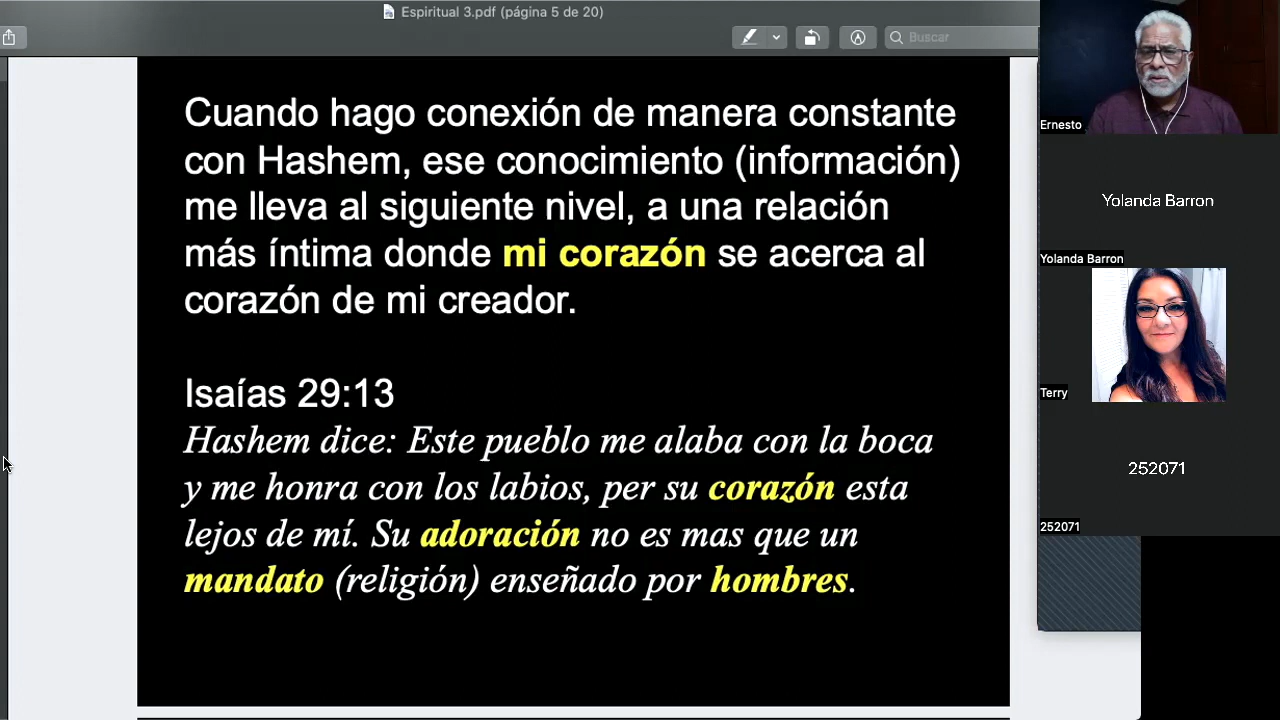 Espiritual 3.pdf (página 5 de 20)
Buscar
Cuando hago conexión de manera constante
con Hashem, ese conocimiento (información)
me lleva al siguiente nivel, a una relación
más íntima donde mi corazón se acerca al
corazón de mi creador.
Isaías 29:13
Hashem dice: Este pueblo me alaba con la boca
y me honra con los labios, per su corazón esta
lejos de mí. Su adoración no es mas que un
mandato (religión) enseñado por hombres.
Ernesto
Yolanda Barron
Yolanda Barron
Terry
252071
252071